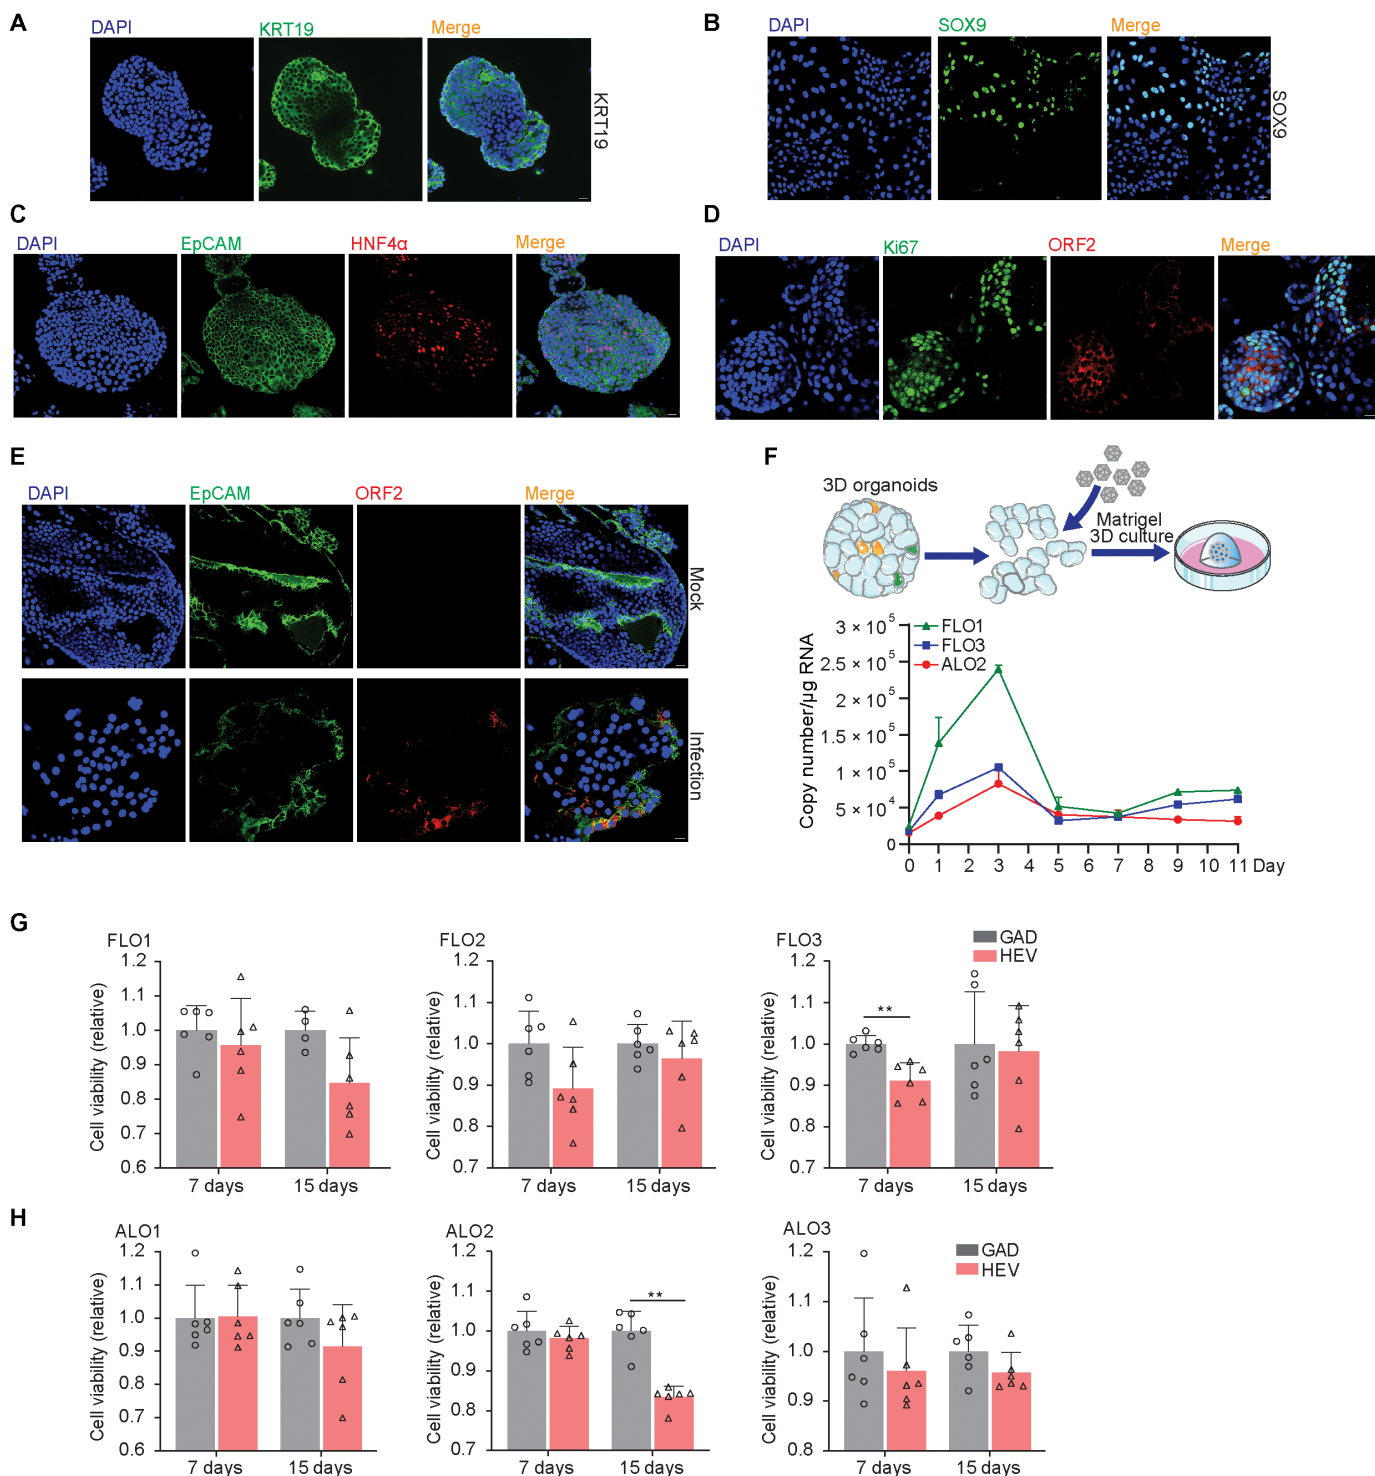 A
DAPI KRT19 Merge
KRT19
B
DAPI SOX9 Merge
SOX9
C
DAPI EpCAM HNF4α Merge
D
DAPI Ki67 ORF2 Merge
E
DAPI EpCAM ORF2 Merge
Mock
Infection
F
3D organoids
Matrigel
3D culture
Copy number/µg RNA
3 × 10⁵
2.5 × 10⁵
2 × 10⁵
1.5 × 10⁵
1 × 10⁵
5 × 10⁴
0
FLO1
FLO3
ALO2
0 1 2 3 4 5 6 7 8 9 10 11 Day
G
FLO1
Cell viability (relative)
1.2
1.1
1.0
0.9
0.8
0.7
0.6
7 days 15 days
FLO2
Cell viability (relative)
1.2
1.1
1.0
0.9
0.8
0.7
7 days 15 days
FLO3
GAD
HEV
Cell viability (relative)
1.2
1.1
1.0
0.9
0.8
0.7
**
7 days 15 days
H
ALO1
Cell viability (relative)
1.2
1.1
1.0
0.9
0.8
0.7
0.6
7 days 15 days
ALO2
Cell viability (relative)
1.2
1.1
1.0
0.9
0.8
0.7
**
7 days 15 days
ALO3
GAD
HEV
Cell viability (relative)
1.2
1.1
1.0
0.9
0.8
7 days 15 days